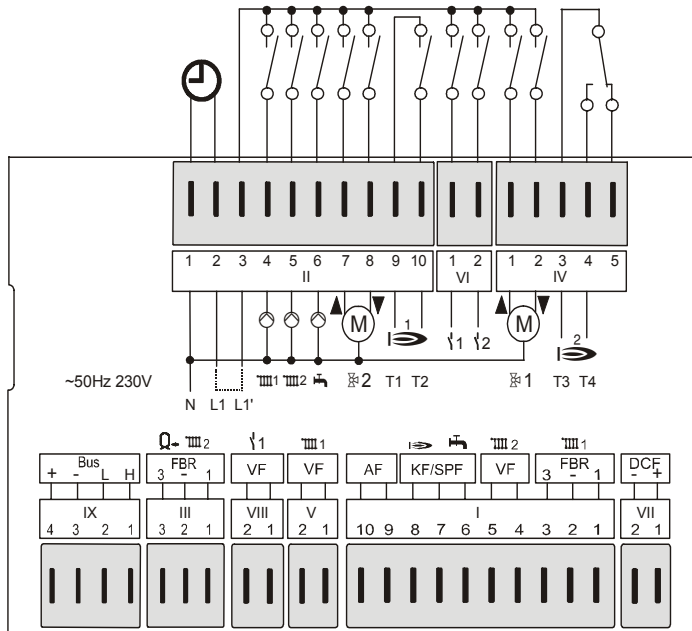 1 2 3 4 5 6 7 8 9 10 1 2 1 2 3 4 5
II VI IV
M 1 M 2
1 2
~50Hz 230V 1 2 2 T1 T2 1 T3 T4
N L1 L1'
2 1 1 2 1
Bus FBR VF VF AF KF/SPF VF FBR DCF
+ - L H 3 - 1 3 - 1 - +
IX III VIII V I VII
4 3 2 1 3 2 1 2 1 2 1 10 9 8 7 6 5 4 3 2 1 2 1